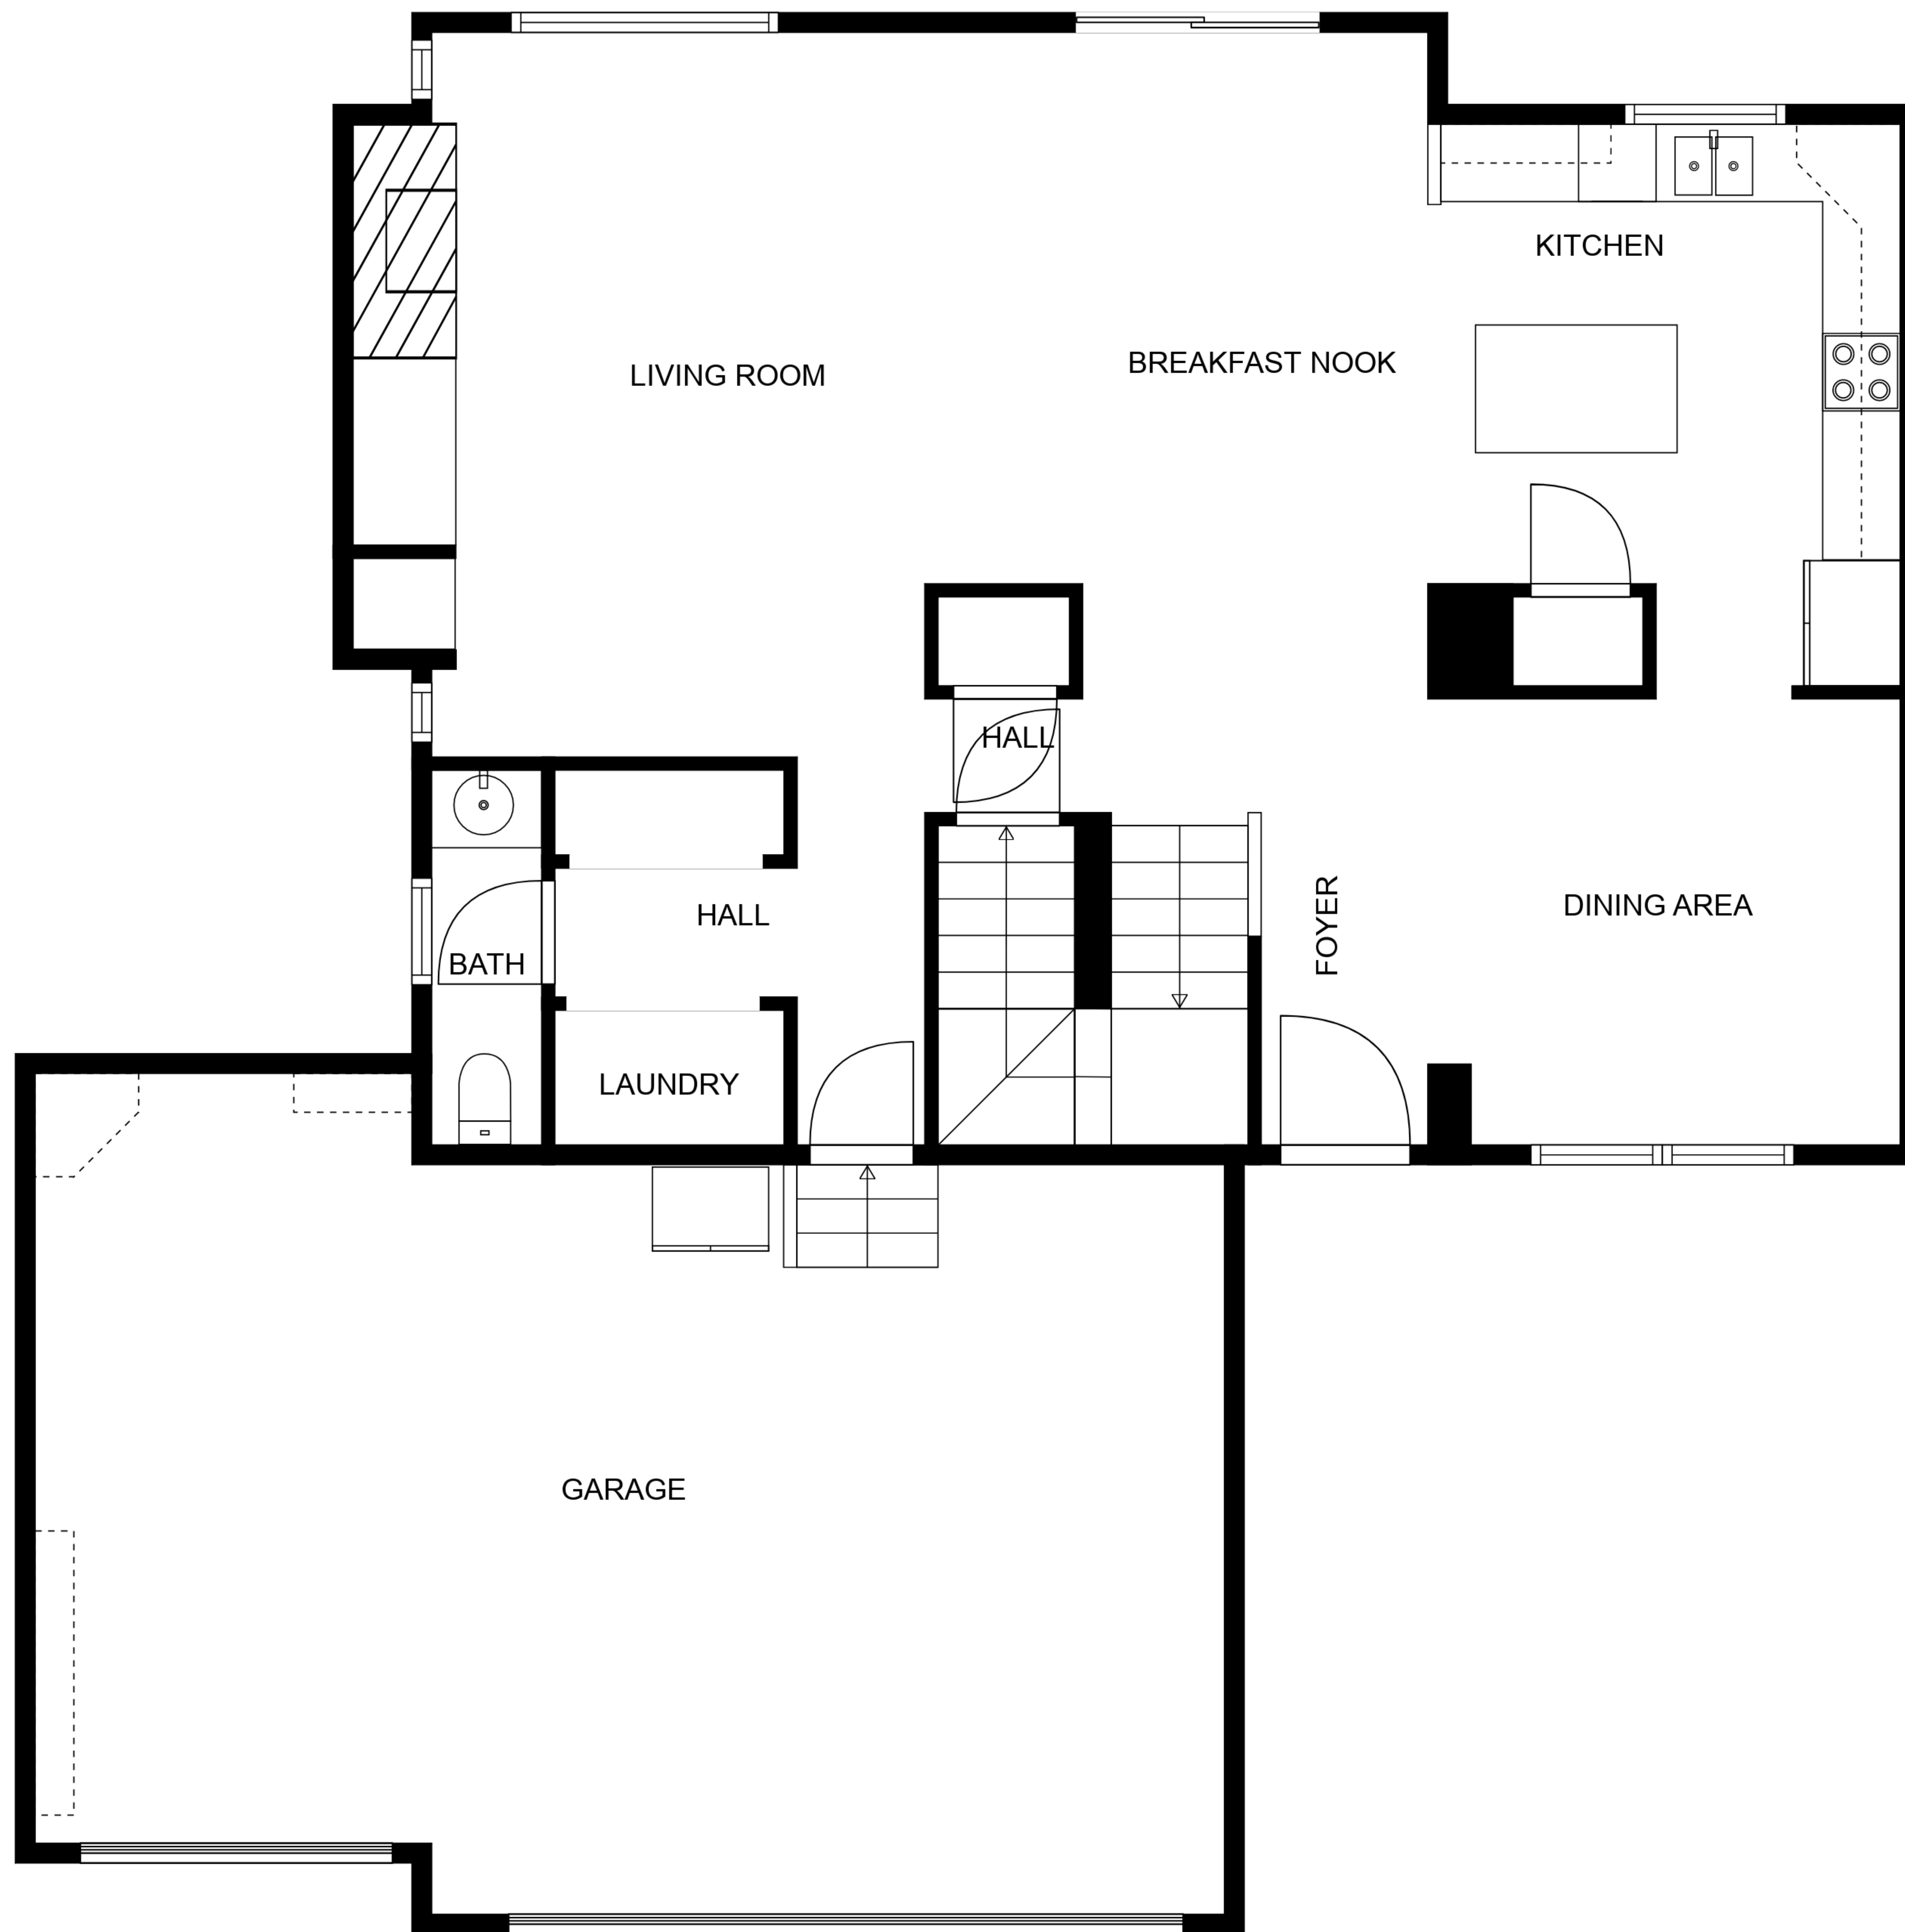 KITCHEN
BREAKFAST NOOK
LIVING ROOM
HALL
FOYER
DINING AREA
HALL
BATH
LAUNDRY
GARAGE